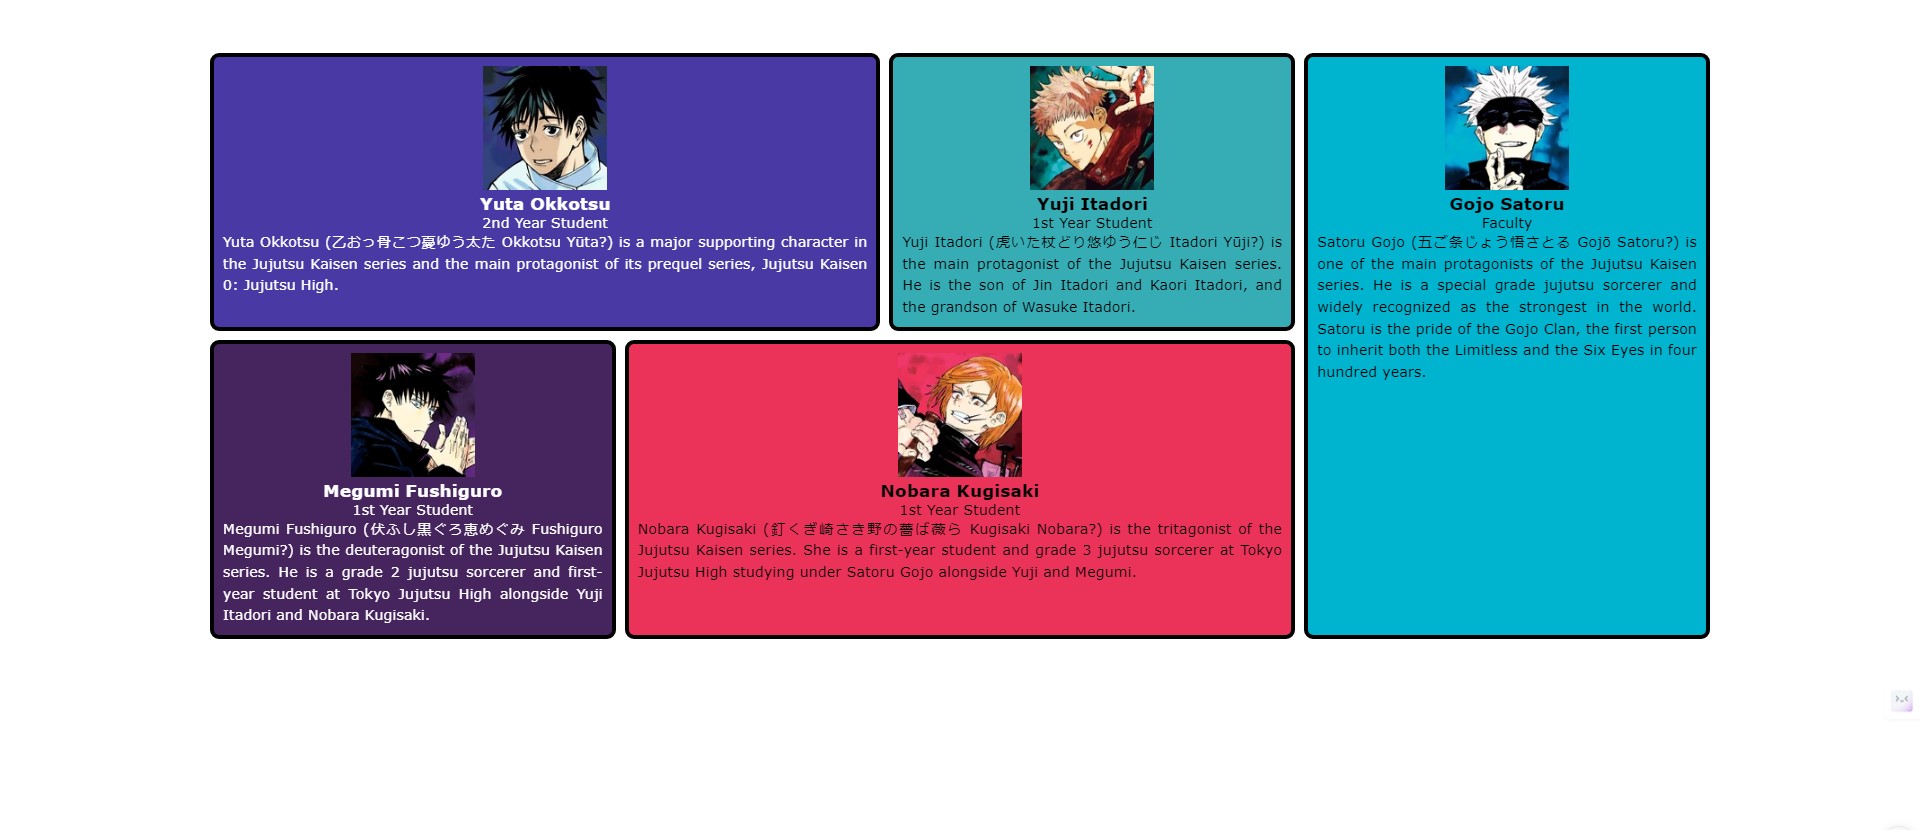 Yuta Okkotsu
2nd Year Student
Yuta Okkotsu (乙おっ骨こつ憂ゆう太た Okkotsu Yūta?) is a major supporting character in
the Jujutsu Kaisen series and the main protagonist of its prequel series, Jujutsu Kaisen
0: Jujutsu High.
Yuji Itadori
1st Year Student
Yuji Itadori (虎いた杖どり悠ゆう仁じ Itadori Yūji?) is
the main protagonist of the Jujutsu Kaisen series.
He is the son of Jin Itadori and Kaori Itadori, and
the grandson of Wasuke Itadori.
Gojo Satoru
Faculty
Satoru Gojo (五ご条じょう悟さとる Gojō Satoru?) is
one of the main protagonists of the Jujutsu Kaisen
series. He is a special grade jujutsu sorcerer and
widely recognized as the strongest in the world.
Satoru is the pride of the Gojo Clan, the first person
to inherit both the Limitless and the Six Eyes in four
hundred years.
Megumi Fushiguro
1st Year Student
Megumi Fushiguro (伏ふし黒ぐろ恵めぐみ Fushiguro
Megumi?) is the deuteragonist of the Jujutsu Kaisen
series. He is a grade 2 jujutsu sorcerer and first-
year student at Tokyo Jujutsu High alongside Yuji
Itadori and Nobara Kugisaki.
Nobara Kugisaki
1st Year Student
Nobara Kugisaki (釘くぎ崎さき野の薔ば薇ら Kugisaki Nobara?) is the tritagonist of the
Jujutsu Kaisen series. She is a first-year student and grade 3 jujutsu sorcerer at Tokyo
Jujutsu High studying under Satoru Gojo alongside Yuji and Megumi.